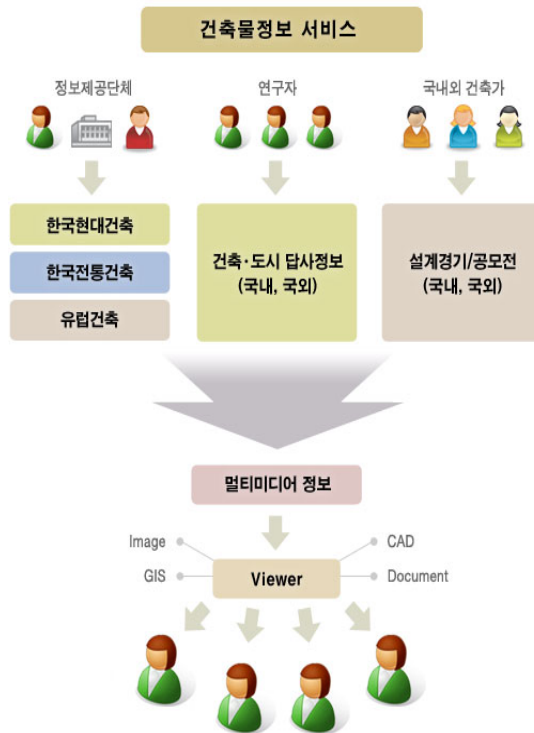 건축물정보 서비스
정보제공단체
연구자
국내외 건축가
한국현대건축
한국전통건축
유럽건축
건축·도시 답사정보
(국내, 국외)
설계경기/공모전
(국내, 국외)
멀티미디어 정보
Image
CAD
GIS
Viewer
Document